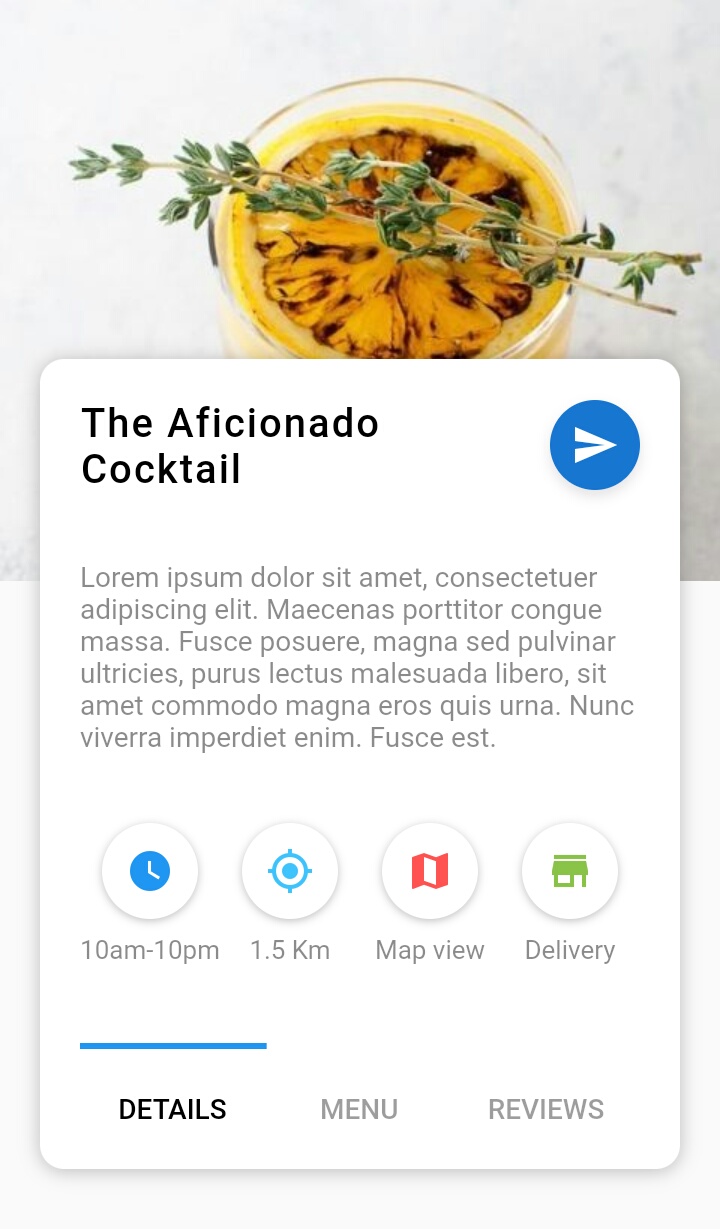 The Aficionado
Cocktail
Lorem ipsum dolor sit amet, consectetuer
adipiscing elit. Maecenas porttitor congue
massa. Fusce posuere, magna sed pulvinar
ultricies, purus lectus malesuada libero, sit
amet commodo magna eros quis urna. Nunc
viverra imperdiet enim. Fusce est.
10am-10pm 1.5 Km Map view Delivery
DETAILS MENU REVIEWS